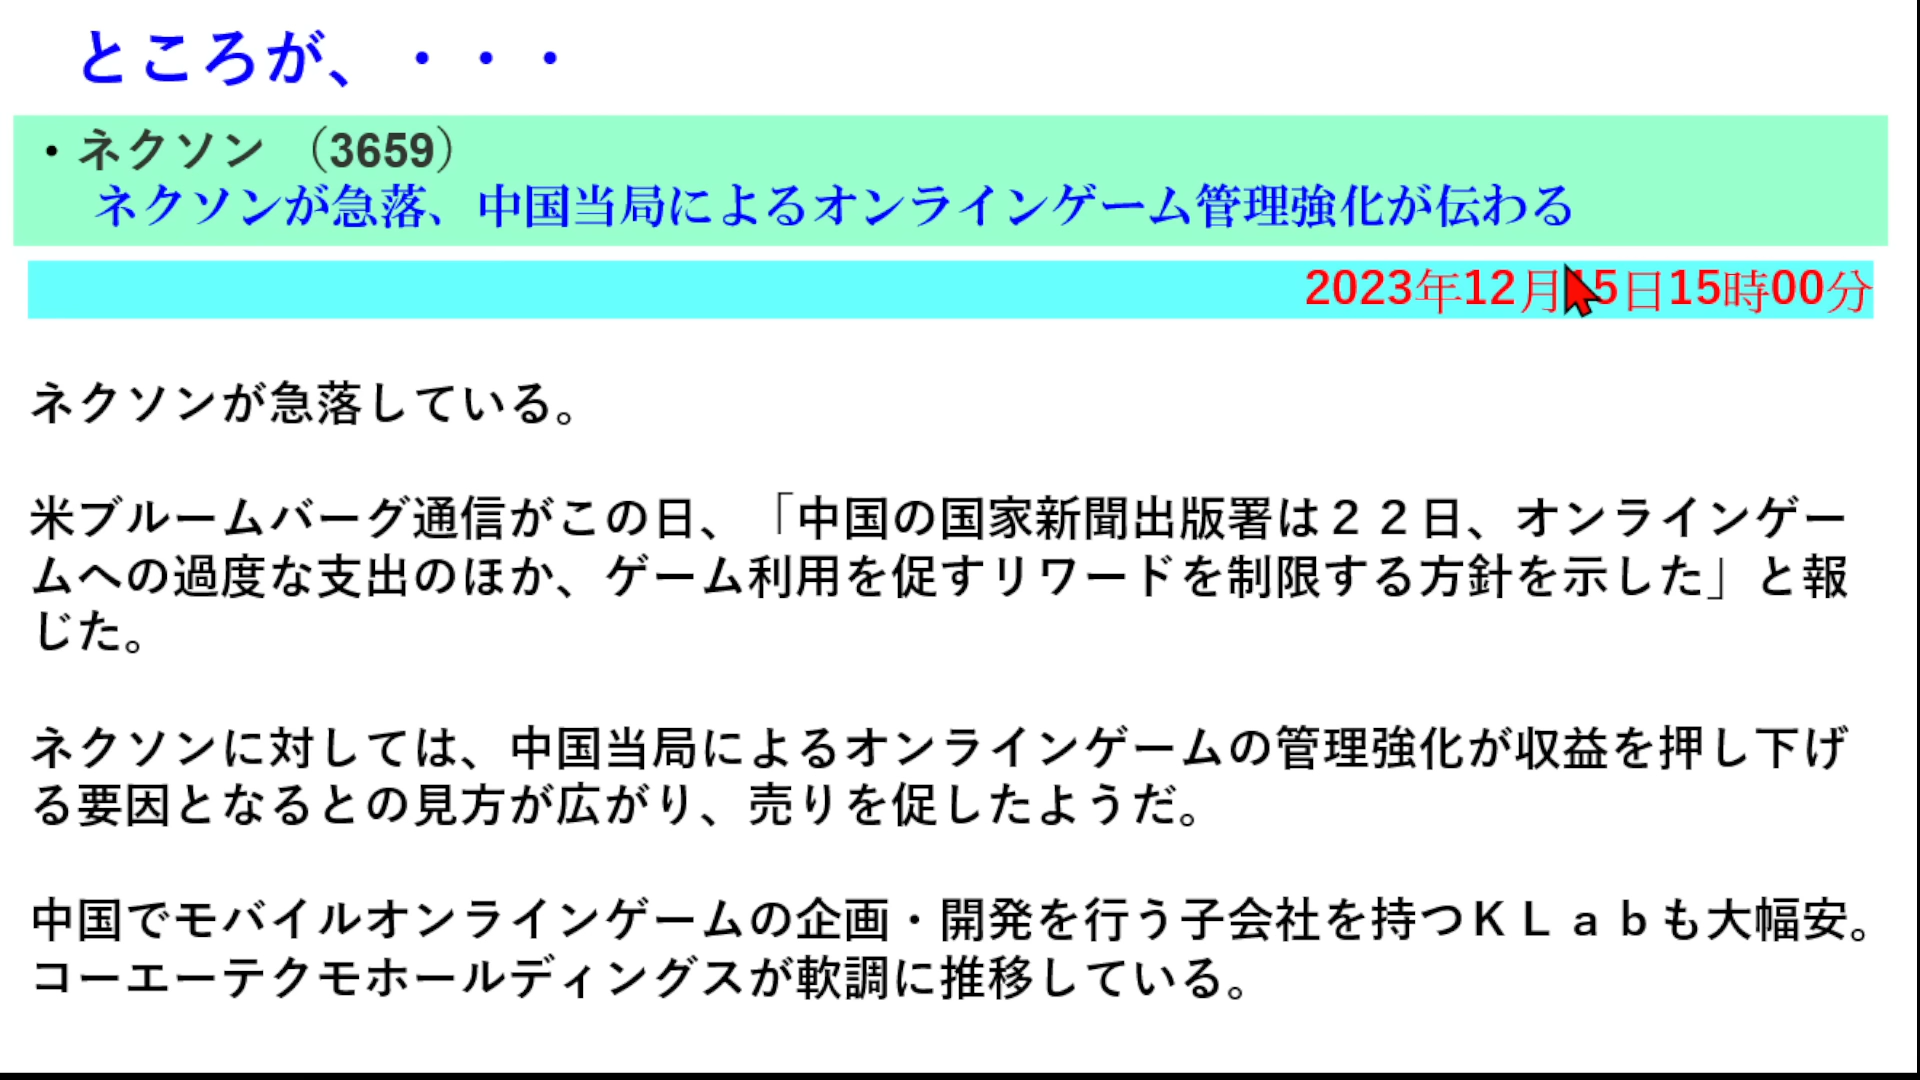 ところが、・・・
・ネクソン （3659）
ネクソンが急落、中国当局によるオンラインゲーム管理強化が伝わる
2023年12月15日15時00分
ネクソンが急落している。
米ブルームバーグ通信がこの日、「中国の国家新聞出版署は２２日、オンラインゲー
ムへの過度な支出のほか、ゲーム利用を促すリワードを制限する方針を示した」と報
じた。
ネクソンに対しては、中国当局によるオンラインゲームの管理強化が収益を押し下げ
る要因となるとの見方が広がり、売りを促したようだ。
中国でモバイルオンラインゲームの企画・開発を行う子会社を持つＫＬａｂも大幅安。
コーエーテクモホールディングスが軟調に推移している。